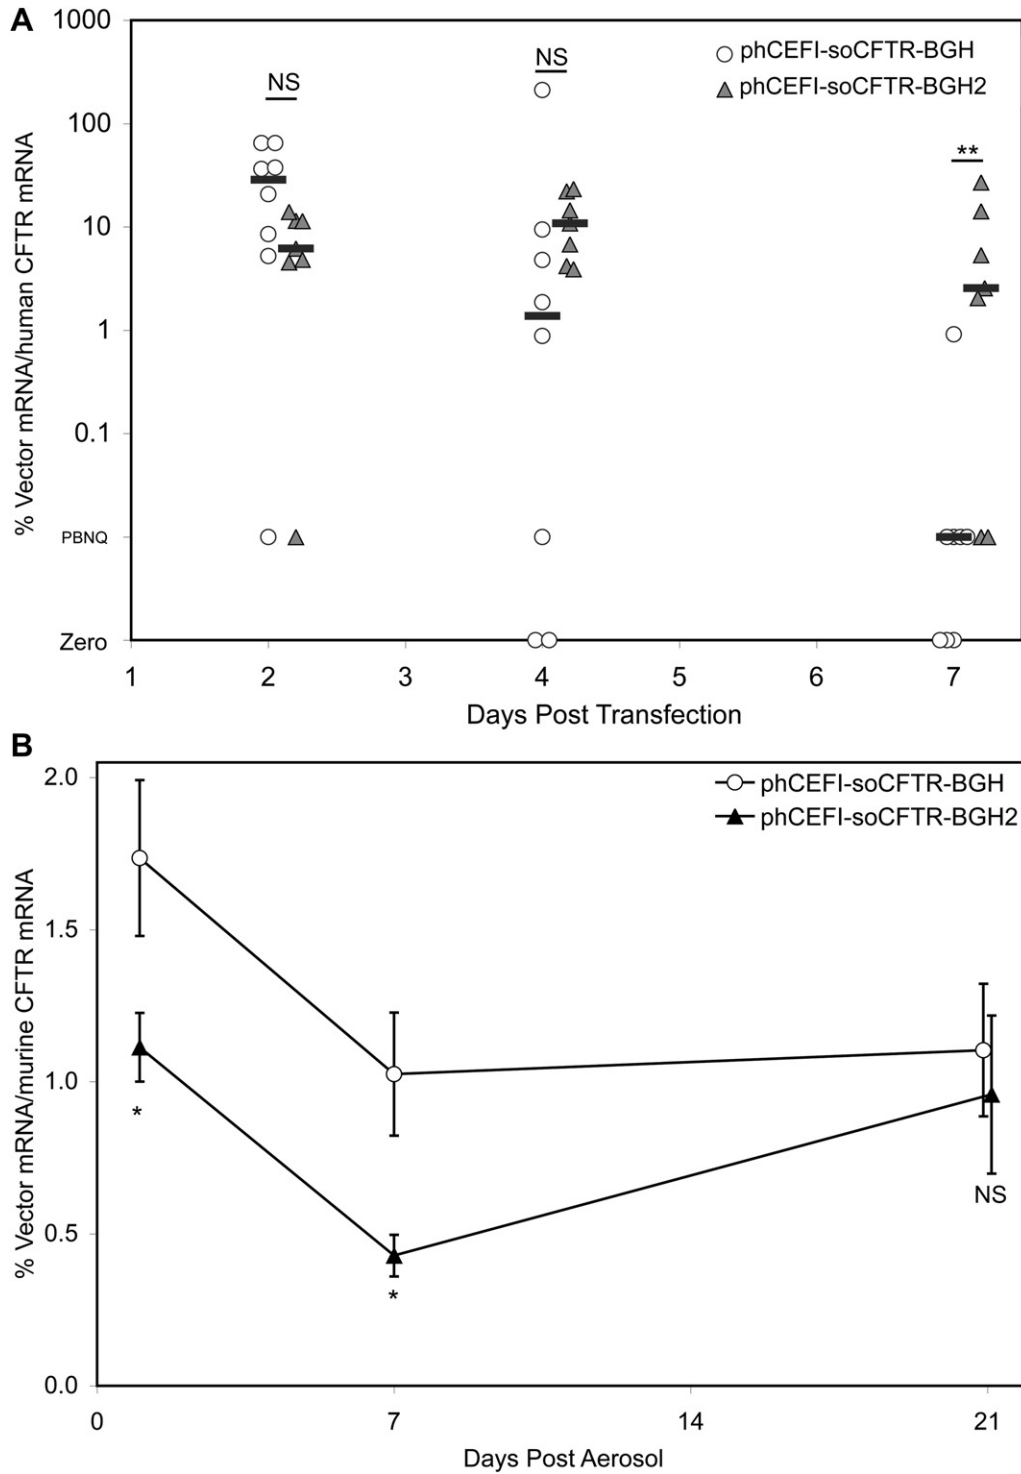 A
% Vector mRNA/human CFTR mRNA
1000
100
10
1
0.1
PBNQ
Zero
NS
NS
**
phCEFI-soCFTR-BGH
phCEFI-soCFTR-BGH2
1 2 3 4 5 6 7
Days Post Transfection
B
% Vector mRNA/murine CFTR mRNA
2.0
1.5
1.0
0.5
0.0
phCEFI-soCFTR-BGH
phCEFI-soCFTR-BGH2
*
*
NS
0 7 14 21
Days Post Aerosol